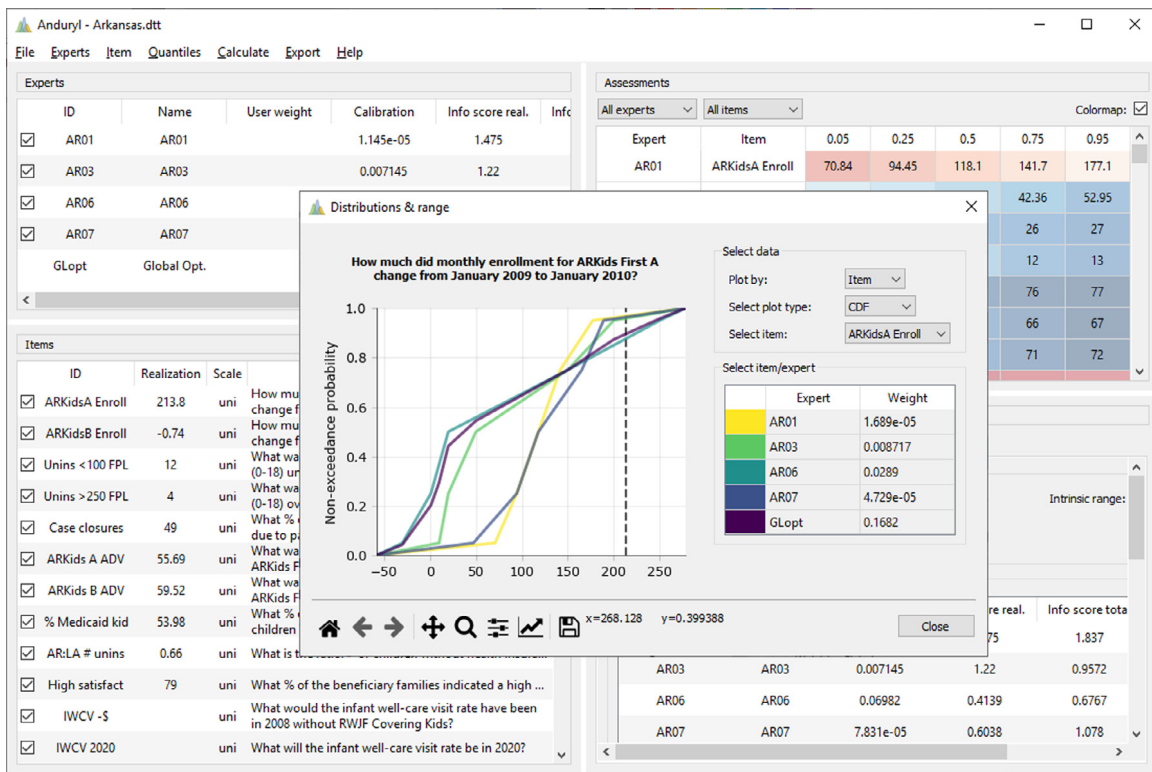 Anduryl - Arkansas.dtt
File Experts Item Quantiles Calculate Export Help
Experts
ID Name User weight Calibration Info score real. Info
AR01 AR01 1.145e-05 1.475
AR03 AR03 0.007145 1.22
AR06 AR06
AR07 AR07
GLopt Global Opt.
Assessments
All experts All items Colormap:
Expert Item 0.05 0.25 0.5 0.75 0.95
AR01 ARKidsA Enroll 70.84 94.45 118.1 141.7 177.1
42.36 52.95
26 27
12 13
76 77
66 67
71 72
Items
ID Realization Scale
ARKidsA Enroll 213.8 uni How mu
change f
ARKidsB Enroll -0.74 uni How mu
change f
Unins <100 FPL 12 uni What wa
(0-18) un
Unins >250 FPL 4 uni What wa
(0-18) ov
Case closures 49 uni What %
due to pa
ARKids A ADV 55.69 uni What wa
ARKids F
ARKids B ADV 59.52 uni What wa
ARKids F
% Medicaid kid 53.98 uni What %
children
AR:LA # unins 0.66 uni What is
High satisfact 79 uni What % of the beneficiary families indicated a high ...
IWCV -$ uni What would the infant well-care visit rate have been
in 2008 without RWJF Covering Kids?
IWCV 2020 uni What will the infant well-care visit rate be in 2020?
Distributions & range
How much did monthly enrollment for ARKids First A
change from January 2009 to January 2010?
Non-exceedance probability
1.0
0.8
0.6
0.4
0.2
0.0
−50 0 50 100 150 200 250
Select data
Plot by: Item
Select plot type: CDF
Select item: ARKidsA Enroll
Select item/expert
Expert Weight
AR01 1.689e-05
AR03 0.008717
AR06 0.0289
AR07 4.729e-05
GLopt 0.1682
x=268.128 y=0.399388
Close
Intrinsic range:
re real. Info score tota
75 1.837
AR03 AR03 0.007145 1.22 0.9572
AR06 AR06 0.06982 0.4139 0.6767
AR07 AR07 7.831e-05 0.6038 1.078